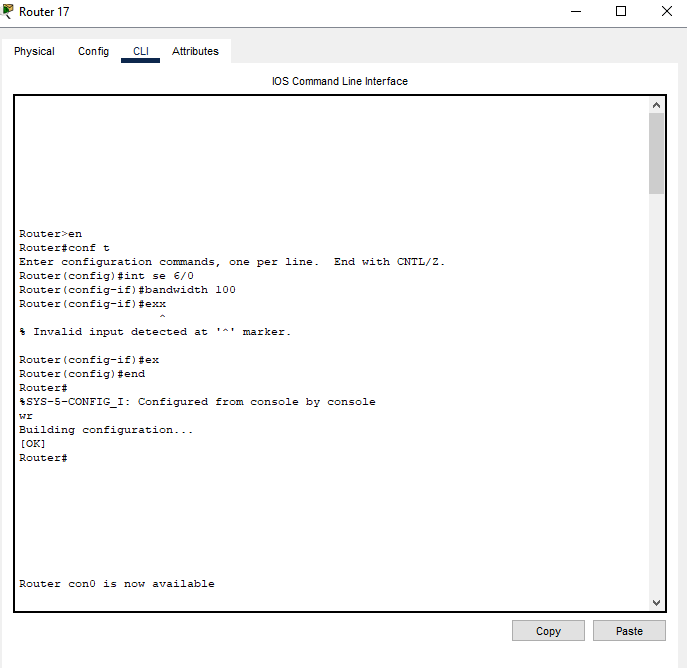 Router 17
Physical Config CLI Attributes
IOS Command Line Interface
Router>en
Router#conf t
Enter configuration commands, one per line.  End with CNTL/Z.
Router(config)#int se 6/0
Router(config-if)#bandwidth 100
Router(config-if)#exx
^
% Invalid input detected at '^' marker.
Router(config-if)#ex
Router(config)#end
Router#
%SYS-5-CONFIG_I: Configured from console by console
wr
Building configuration...
[OK]
Router#
Router con0 is now available
Copy Paste